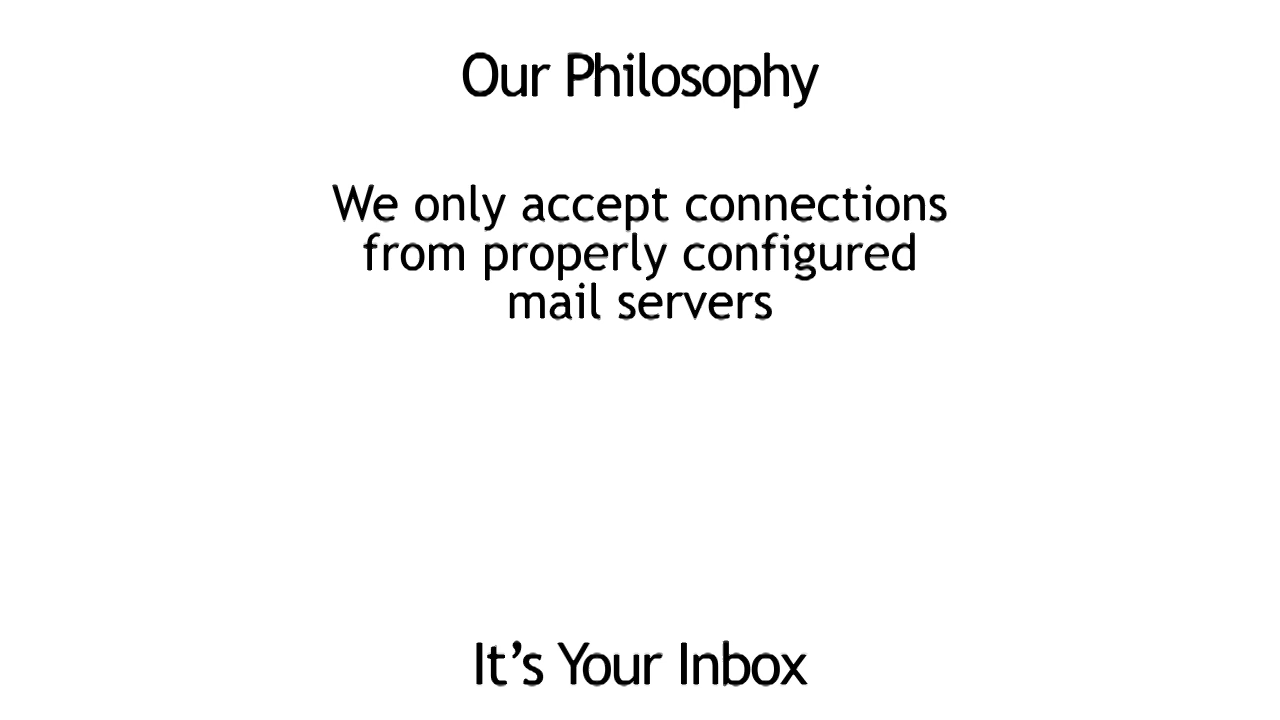 Our Philosophy
We only accept connections
from properly configured
mail servers
It’s Your Inbox